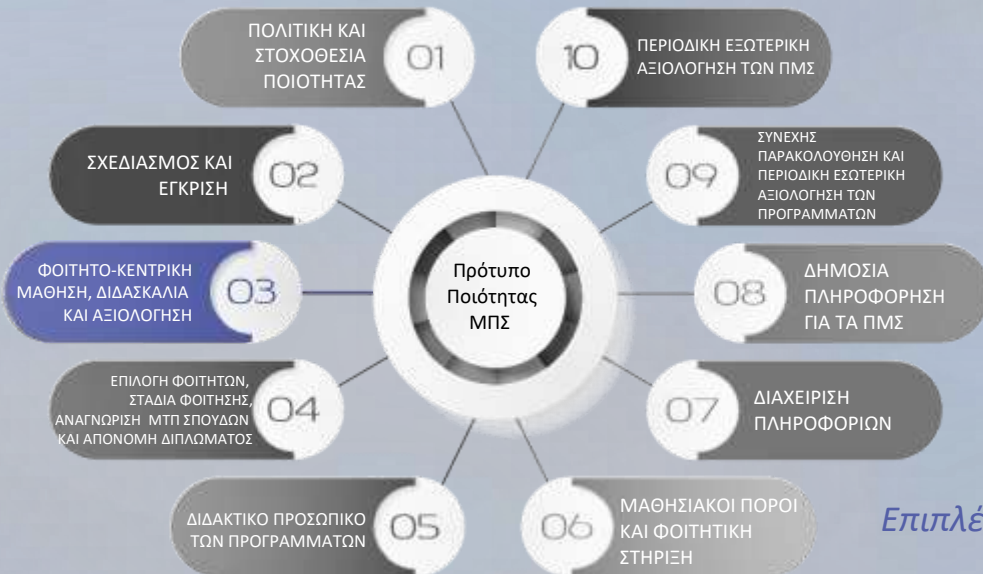 ΠΟΛΙΤΙΚΗ ΚΑΙ
ΣΤΟΧΟΘΕΣΙΑ
ΠΟΙΟΤΗΤΑΣ
01
10
ΠΕΡΙΟΔΙΚΗ ΕΞΩΤΕΡΙΚΗ
ΑΞΙΟΛΟΓΗΣΗ ΤΩΝ ΠΜΣ
ΣΧΕΔΙΑΣΜΟΣ ΚΑΙ
ΕΓΚΡΙΣΗ
02
09
ΣΥΝΕΧΗΣ
ΠΑΡΑΚΟΛΟΥΘΗΣΗ ΚΑΙ
ΠΕΡΙΟΔΙΚΗ ΕΣΩΤΕΡΙΚΗ
ΑΞΙΟΛΟΓΗΣΗ ΤΩΝ
ΠΡΟΓΡΑΜΜΑΤΩΝ
ΦΟΙΤΗΤΟ-ΚΕΝΤΡΙΚΗ
ΜΑΘΗΣΗ, ΔΙΔΑΣΚΑΛΙΑ
ΚΑΙ ΑΞΙΟΛΟΓΗΣΗ
03
Πρότυπο
Ποιότητας
ΜΠΣ
08
ΔΗΜΟΣΙΑ
ΠΛΗΡΟΦΟΡΗΣΗ
ΓΙΑ ΤΑ ΠΜΣ
ΕΠΙΛΟΓΗ ΦΟΙΤΗΤΩΝ,
ΣΤΑΔΙΑ ΦΟΙΤΗΣΗΣ,
ΑΝΑΓΝΩΡΙΣΗ ΜΤΠ ΣΠΟΥΔΩΝ
ΚΑΙ ΑΠΟΝΟΜΗ ΔΙΠΛΩΜΑΤΟΣ
04
07
ΔΙΑΧΕΙΡΙΣΗ
ΠΛΗΡΟΦΟΡΙΩΝ
ΔΙΔΑΚΤΙΚΟ ΠΡΟΣΩΠΙΚΟ
ΤΩΝ ΠΡΟΓΡΑΜΜΑΤΩΝ
05
06
ΜΑΘΗΣΙΑΚΟΙ ΠΟΡΟΙ
ΚΑΙ ΦΟΙΤΗΤΙΚΗ
ΣΤΗΡΙΞΗ
Επιπλέ